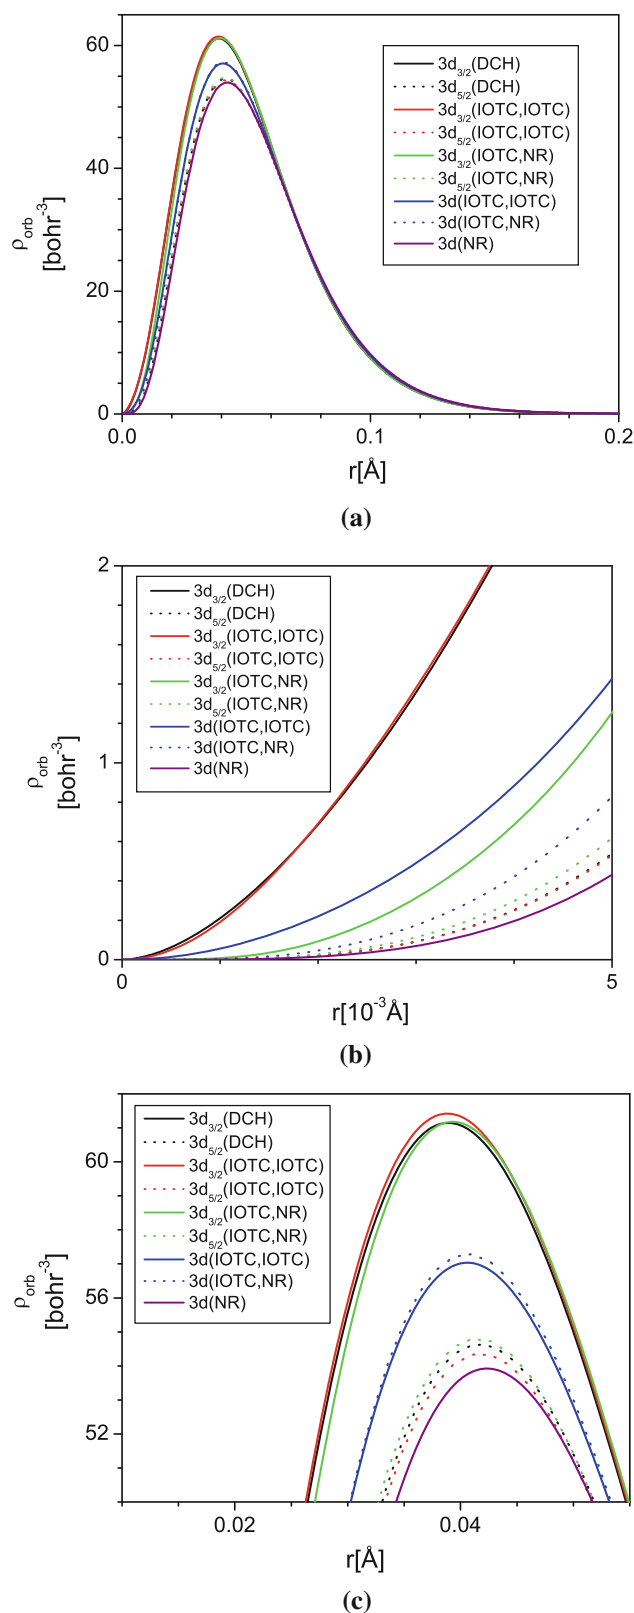 60
40
20
0
ρorb
[bohr-3]
3d3/2(DCH)
3d5/2(DCH)
3d3/2(IOTC,IOTC)
3d5/2(IOTC,IOTC)
3d3/2(IOTC,NR)
3d5/2(IOTC,NR)
3d(IOTC,IOTC)
3d(IOTC,NR)
3d(NR)
0.0 0.1 0.2
r[Å]
(a)
2
1
0
ρorb
[bohr-3]
3d3/2(DCH)
3d5/2(DCH)
3d3/2(IOTC,IOTC)
3d5/2(IOTC,IOTC)
3d3/2(IOTC,NR)
3d5/2(IOTC,NR)
3d(IOTC,IOTC)
3d(IOTC,NR)
3d(NR)
0 5
r[10-3Å]
(b)
60
56
52
ρorb
[bohr-3]
3d3/2(DCH)
3d5/2(DCH)
3d3/2(IOTC,IOTC)
3d5/2(IOTC,IOTC)
3d3/2(IOTC,NR)
3d5/2(IOTC,NR)
3d(IOTC,IOTC)
3d(IOTC,NR)
3d(NR)
0.02 0.04
r[Å]
(c)